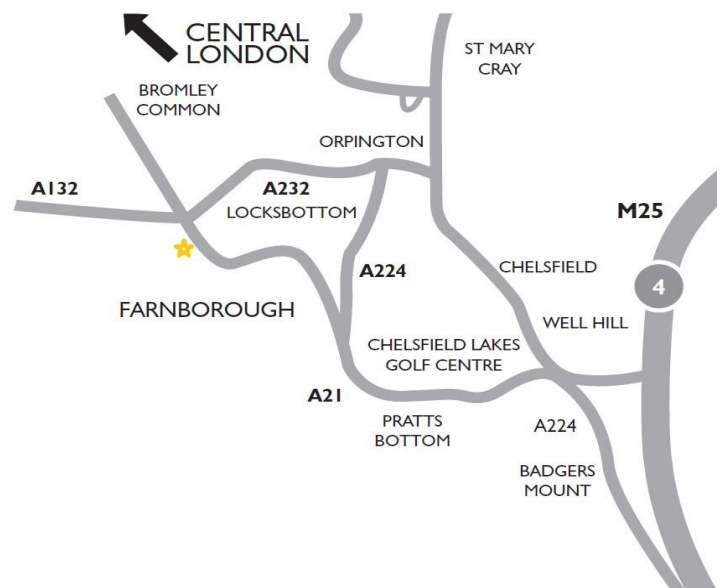 CENTRAL
LONDON
ST MARY
CRAY
BROMLEY
COMMON
ORPINGTON
A132
A232
LOCKSBOTTOM
M25
A224
CHELSFIELD
4
FARNBOROUGH
WELL HILL
CHELSFIELD LAKES
GOLF CENTRE
A21
PRATTS
BOTTOM
A224
BADGERS
MOUNT